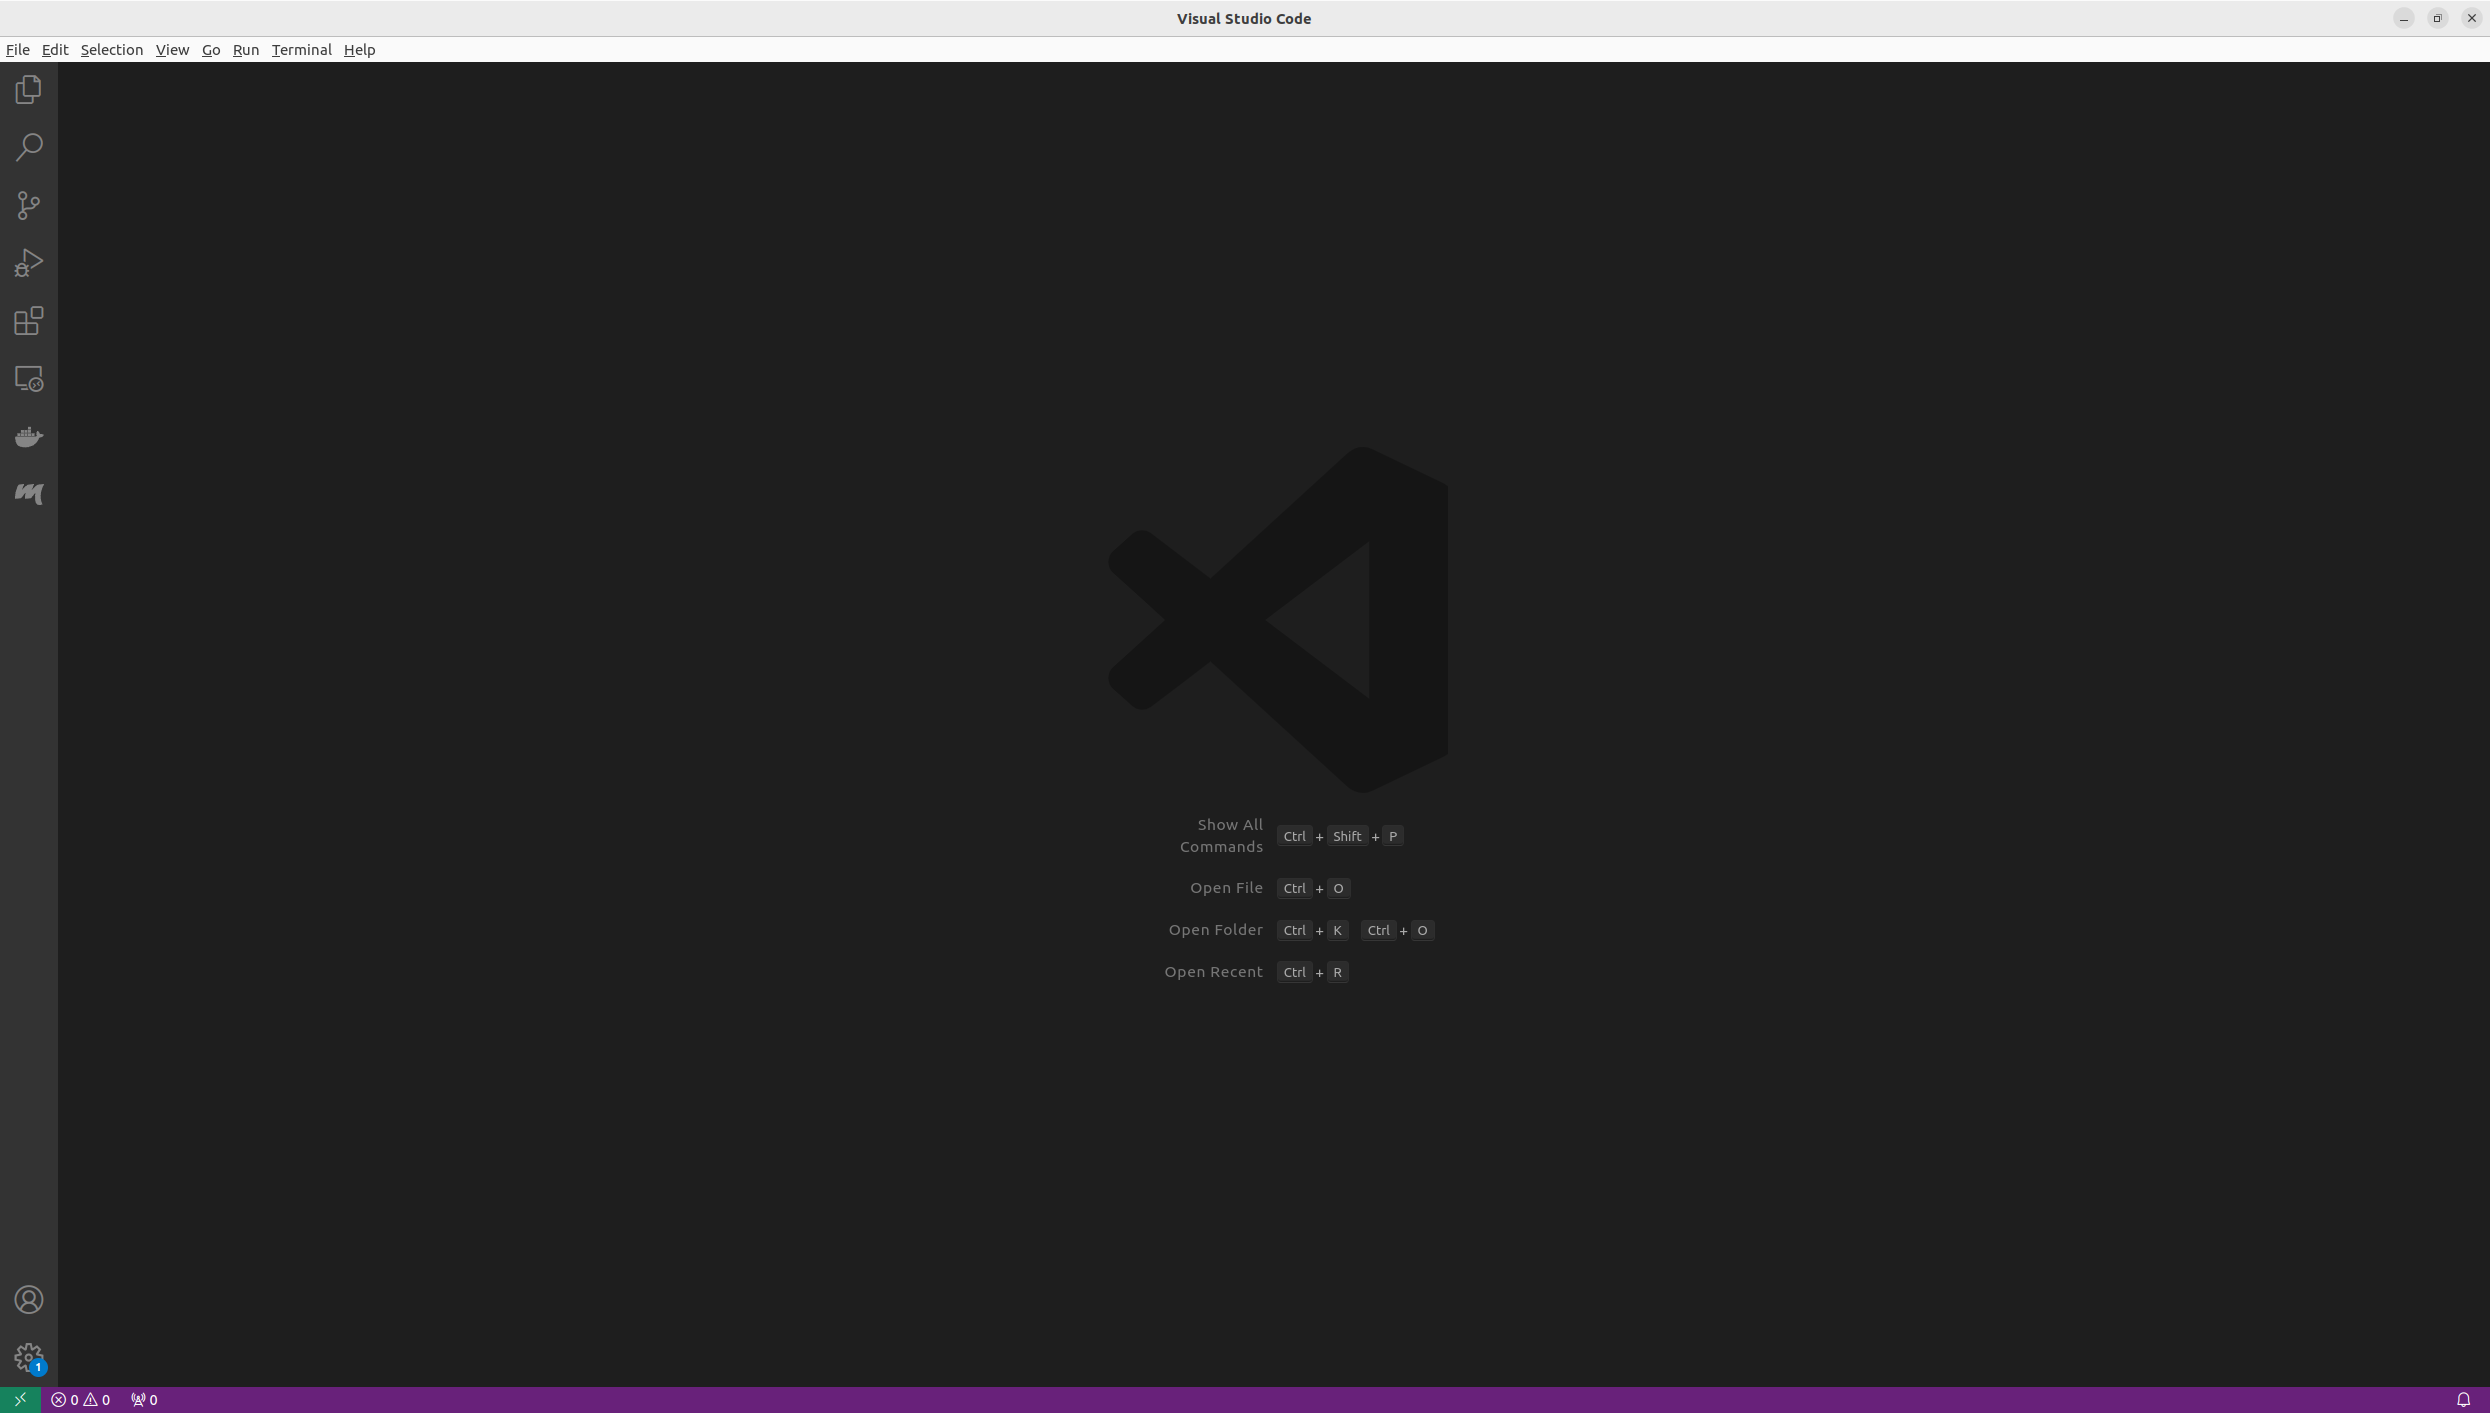 Visual Studio Code
File Edit Selection View Go Run Terminal Help
Show All
Commands
Ctrl + Shift + P
Open File Ctrl + O
Open Folder Ctrl + K Ctrl + O
Open Recent Ctrl + R
1
0 0 0